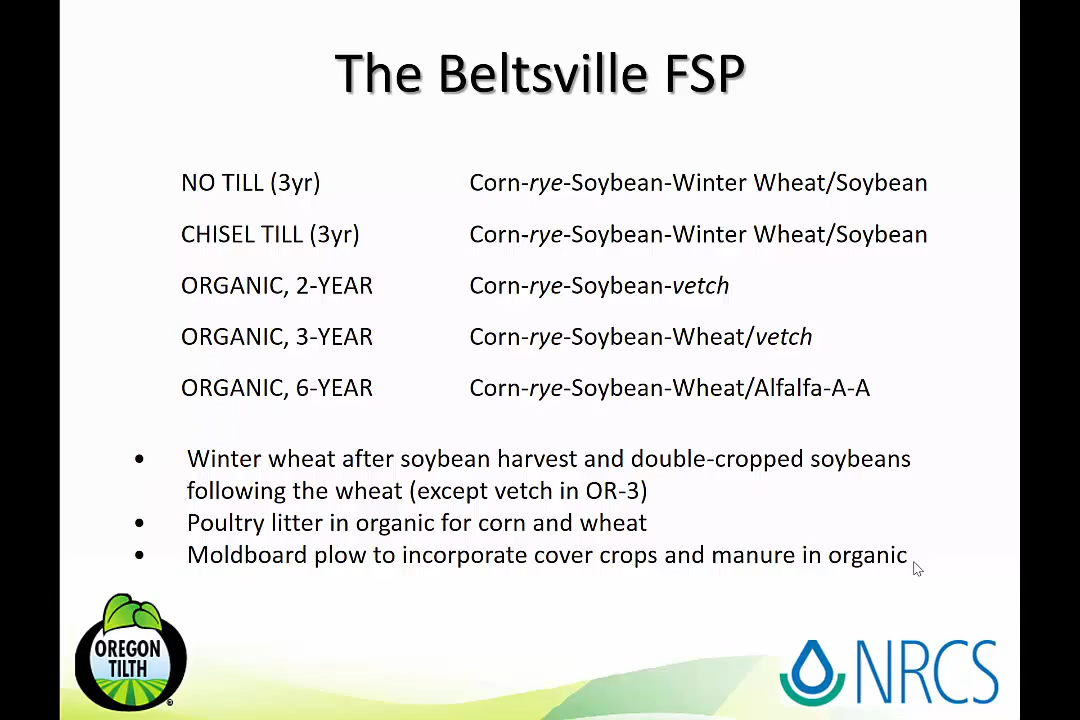 The Beltsville FSP
NO TILL (3yr) Corn-rye-Soybean-Winter Wheat/Soybean
CHISEL TILL (3yr) Corn-rye-Soybean-Winter Wheat/Soybean
ORGANIC, 2-YEAR Corn-rye-Soybean-vetch
ORGANIC, 3-YEAR Corn-rye-Soybean-Wheat/vetch
ORGANIC, 6-YEAR Corn-rye-Soybean-Wheat/Alfalfa-A-A
• Winter wheat after soybean harvest and double-cropped soybeans
following the wheat (except vetch in OR-3)
• Poultry litter in organic for corn and wheat
• Moldboard plow to incorporate cover crops and manure in organic
OREGON
TILTH
NRCS